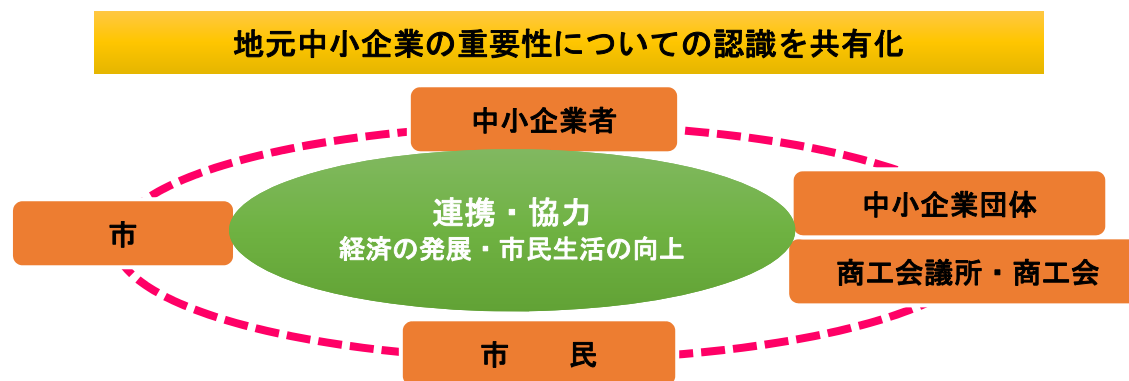 地元中小企業の重要性についての認識を共有化
中小企業者
連携・協力
経済の発展・市民生活の向上
市
中小企業団体
商工会議所・商工会
市　　民